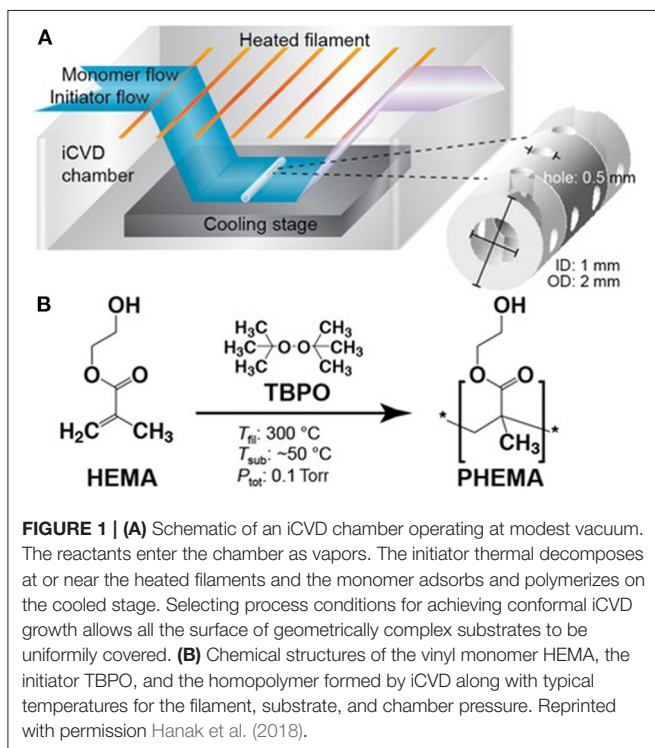 A
Heated filament
Monomer flow
Initiator flow
iCVD
chamber
Cooling stage
hole: 0.5 mm
ID: 1 mm
OD: 2 mm
B
OH
O
O
H₂C
CH₃
HEMA
H₃C
CH₃
H₃C
O-O
CH₃
H₃C
CH₃
TBPO
Tfil: 300 °C
Tsub: ~50 °C
Ptot: 0.1 Torr
OH
O
O
*
*
CH₃
PHEMA
FIGURE 1 | (A) Schematic of an iCVD chamber operating at modest vacuum.
The reactants enter the chamber as vapors. The initiator thermal decomposes
at or near the heated filaments and the monomer adsorbs and polymerizes on
the cooled stage. Selecting process conditions for achieving conformal iCVD
growth allows all the surface of geometrically complex substrates to be
uniformily covered. (B) Chemical structures of the vinyl monomer HEMA, the
initiator TBPO, and the homopolymer formed by iCVD along with typical
temperatures for the filament, substrate, and chamber pressure. Reprinted
with permission Hanak et al. (2018).